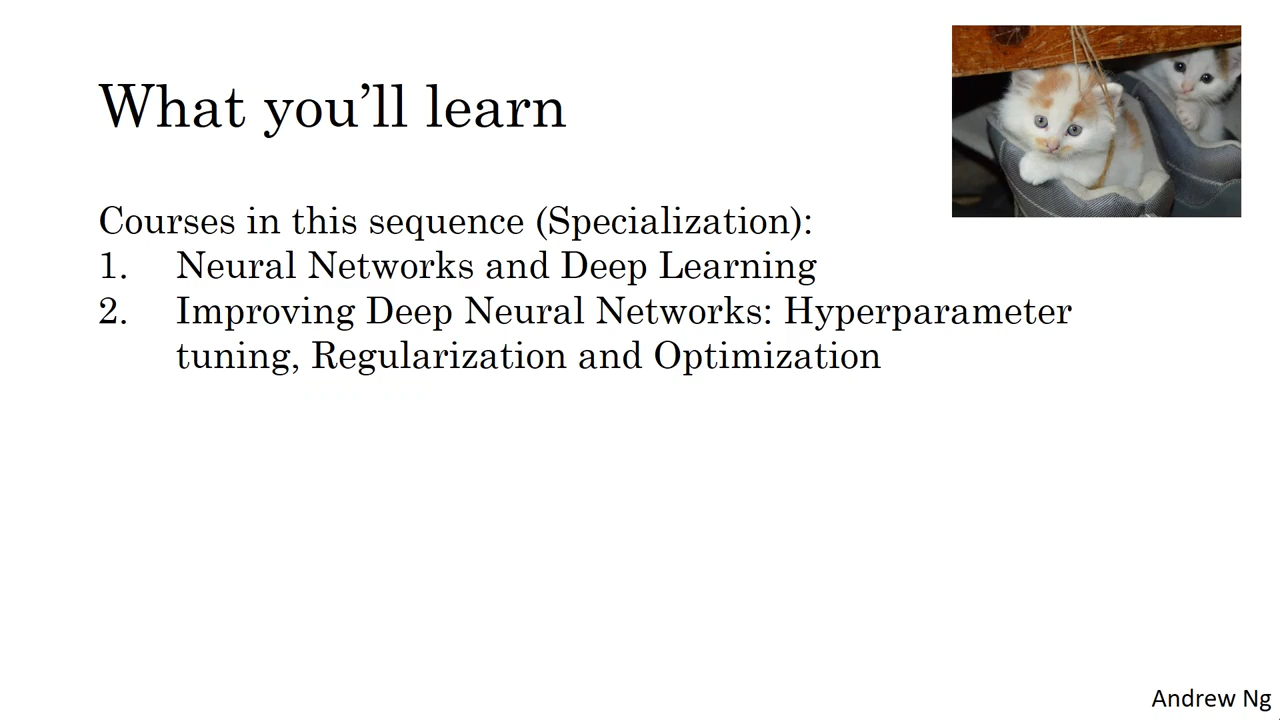 What you’ll learn
Courses in this sequence (Specialization):
1. Neural Networks and Deep Learning
2. Improving Deep Neural Networks: Hyperparameter
tuning, Regularization and Optimization
Andrew Ng